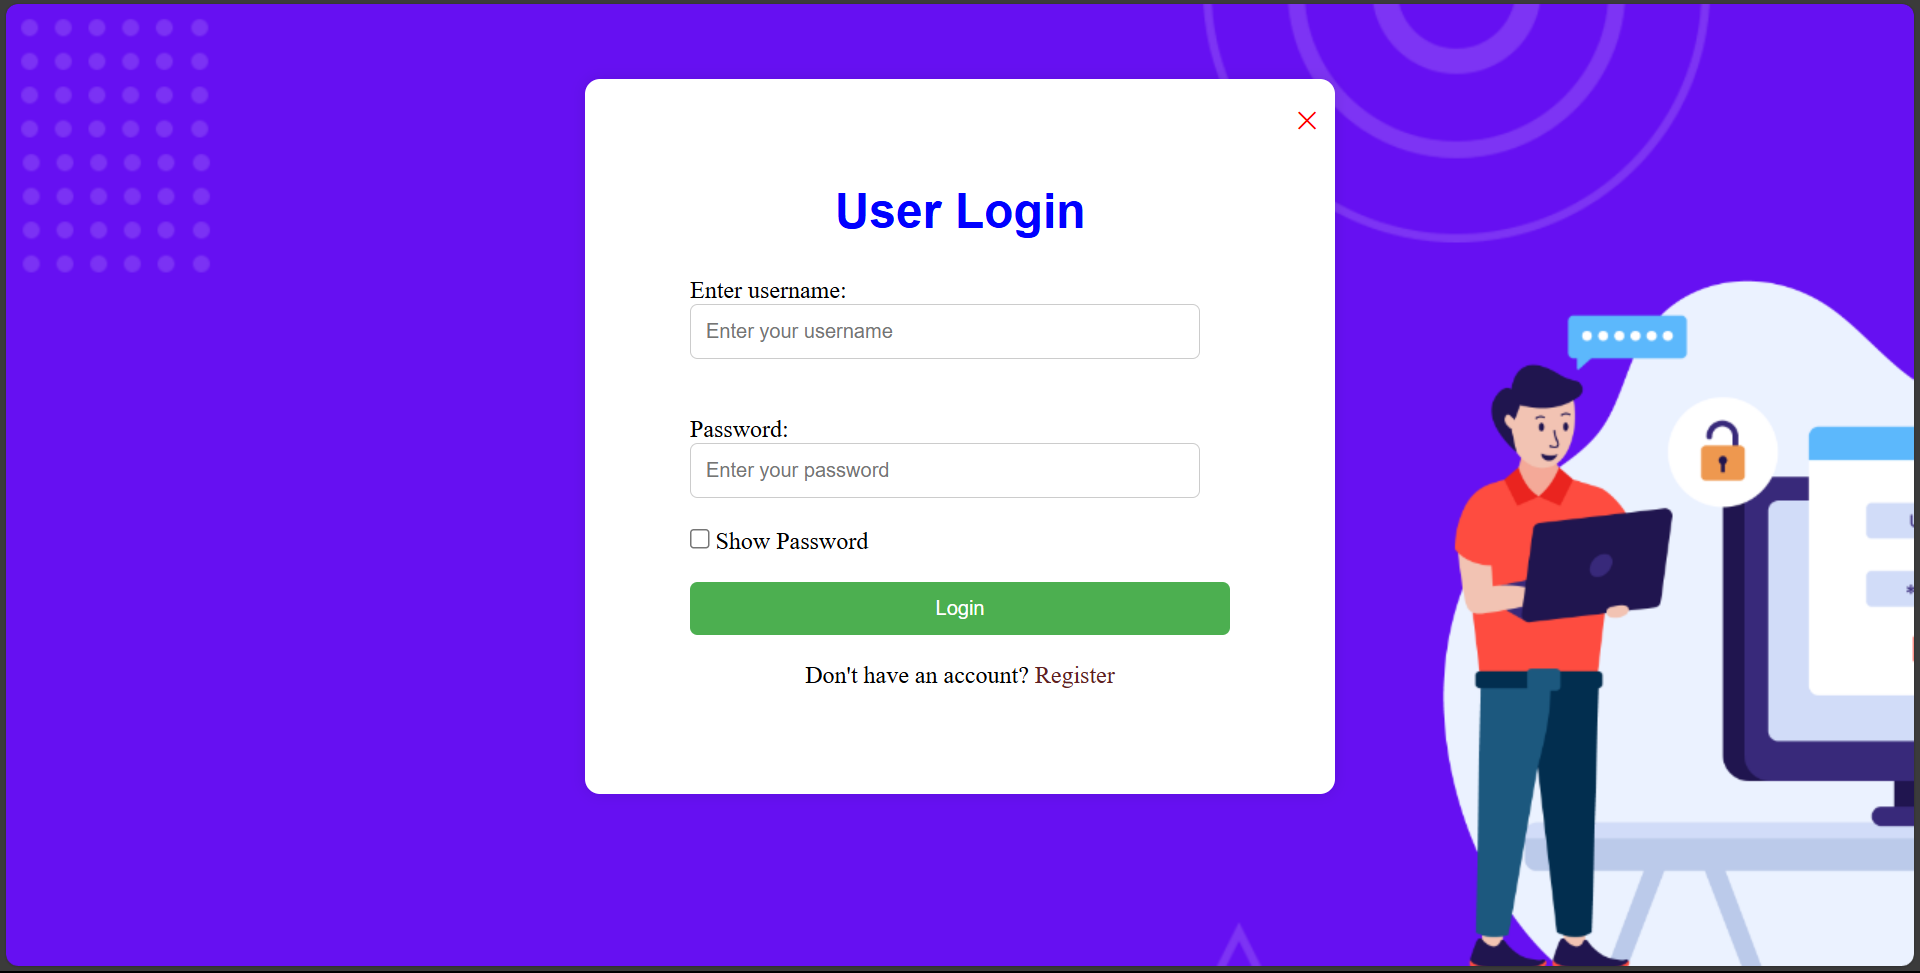 User Login
Enter username:
Enter your username
Password:
Enter your password
Show Password
Login
Don't have an account? Register